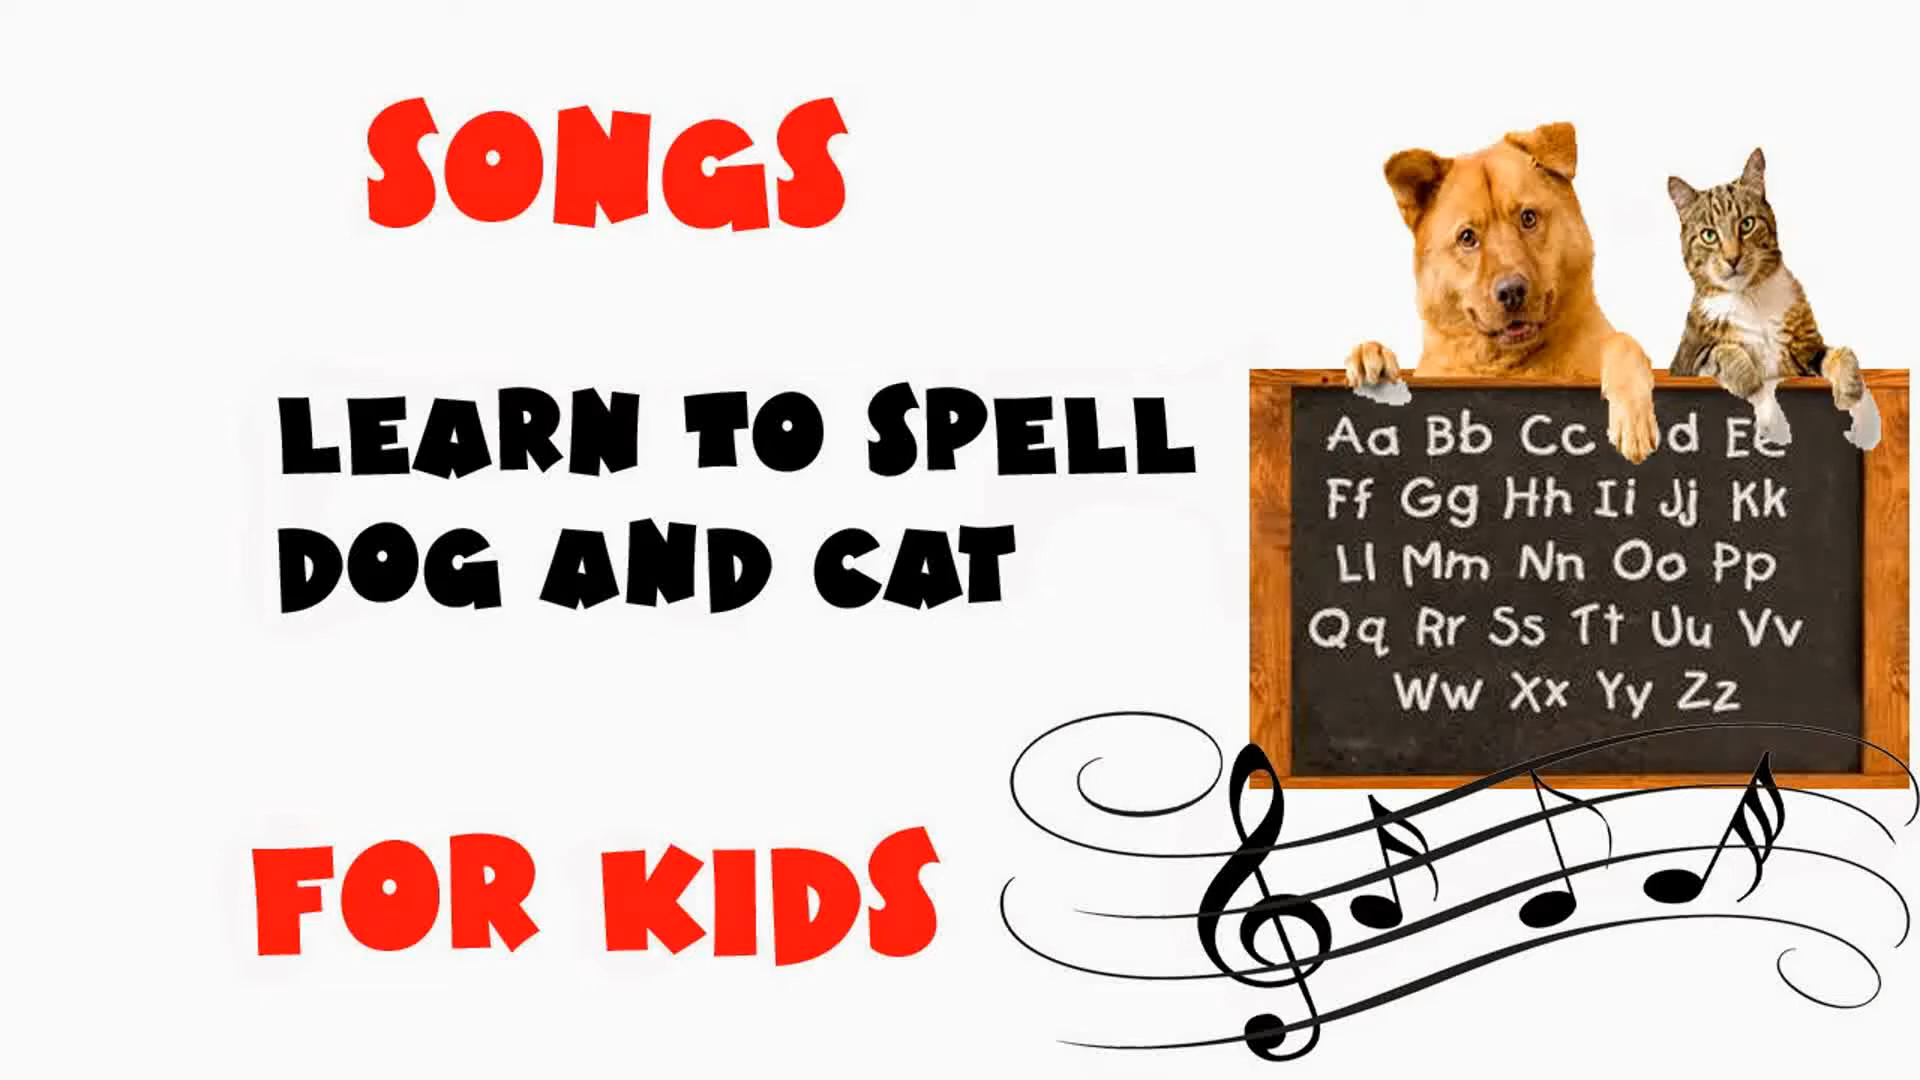 SONGS
LEARN TO SPELL
DOG AND CAT
FOR KIDS
Aa Bb Cc d Ee
Ff Gg Hh Ii Jj Kk
Ll Mm Nn Oo Pp
Qq Rr Ss Tt Uu Vv
Ww Xx Yy Zz